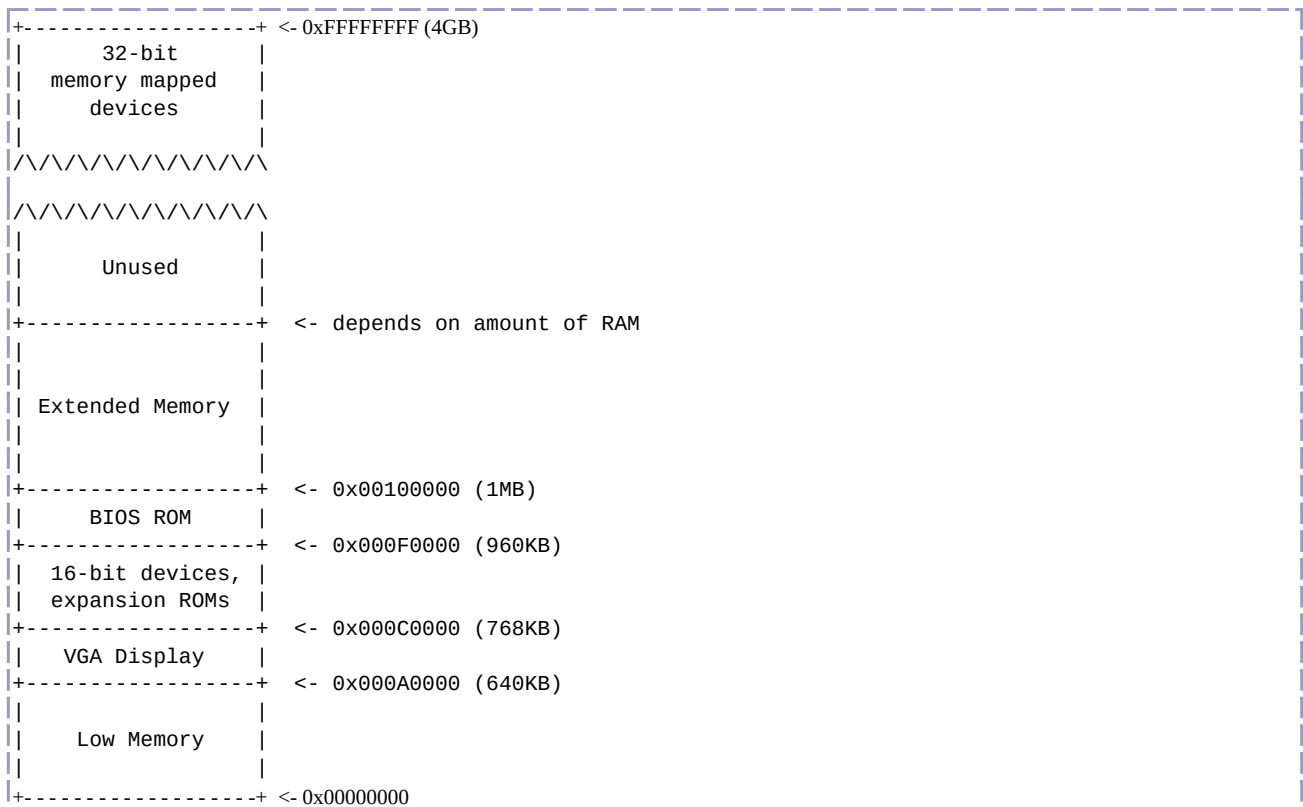 +-------------------+ <- 0xFFFFFFFF (4GB)
|      32-bit       |
|  memory mapped    |
|     devices       |
|                   |
/\/\/\/\/\/\/\/\/\/\
/\/\/\/\/\/\/\/\/\/\
|                   |
|      Unused       |
|                   |
+------------------+  <- depends on amount of RAM
|                   |
|                   |
| Extended Memory   |
|                   |
|                   |
+------------------+  <- 0x00100000 (1MB)
|     BIOS ROM      |
+------------------+  <- 0x000F0000 (960KB)
|  16-bit devices,  |
|  expansion ROMs   |
+------------------+  <- 0x000C0000 (768KB)
|   VGA Display     |
+------------------+  <- 0x000A0000 (640KB)
|                   |
|    Low Memory     |
|                   |
+-------------------+ <- 0x00000000